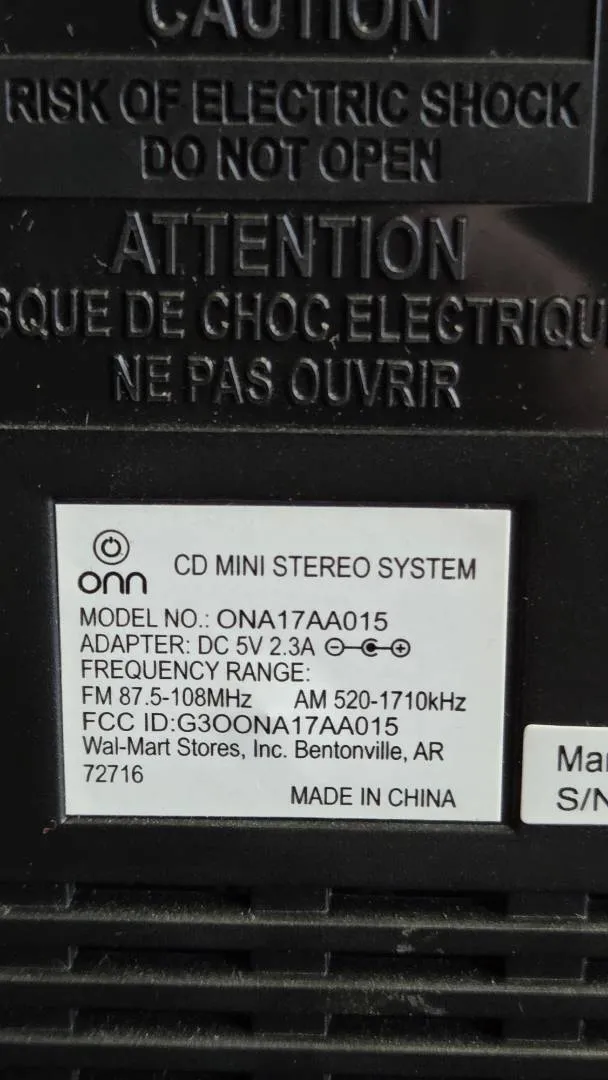 CAUTION
RISK OF ELECTRIC SHOCK
DO NOT OPEN
ATTENTION
DE CHOC ELECTRIQU
NE PAS OUVRIR
onn
CD MINI STEREO SYSTEM
MODEL NO.: ONA17AA015
ADAPTER: DC 5V 2.3A
FREQUENCY RANGE:
FM 87.5-108MHz AM 520-1710kHz
FCC ID:G3OONA17AA015
Wal-Mart Stores, Inc. Bentonville, AR
72716
MADE IN CHINA
Mar
S/N